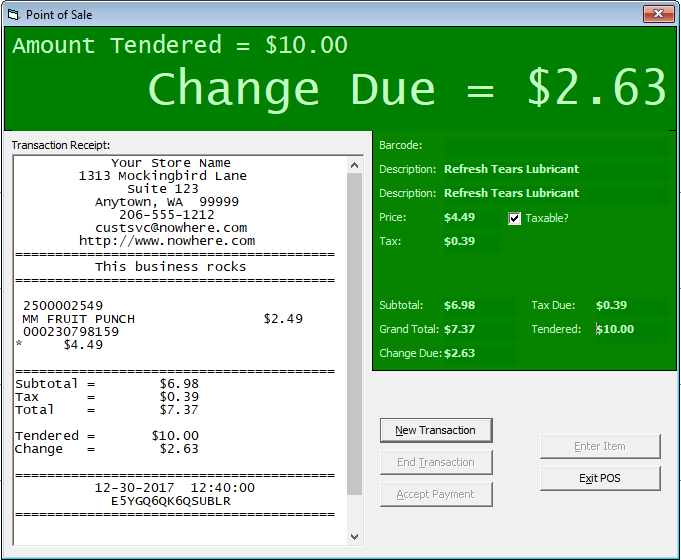 Point of Sale
Amount Tendered = $10.00
Change Due = $2.63
Transaction Receipt:
Your Store Name
1313 Mockingbird Lane
Suite 123
Anytown, WA  99999
206-555-1212
custsvc@nowhere.com
http://www.nowhere.com
========================================
This business rocks
========================================
2500002549
MM FRUIT PUNCH $2.49
000230798159
* $4.49
========================================
Subtotal = $6.98
Tax = $0.39
Total = $7.37
Tendered = $10.00
Change = $2.63
========================================
12-30-2017  12:40:00
E5YGQ6QK6QSUBLR
========================================
Barcode:
Description: Refresh Tears Lubricant
Description: Refresh Tears Lubricant
Price: $4.49 Taxable?
Tax: $0.39
Subtotal: $6.98 Tax Due: $0.39
Grand Total: $7.37 Tendered: $10.00
Change Due: $2.63
New Transaction
End Transaction
Accept Payment
Enter Item
Exit POS